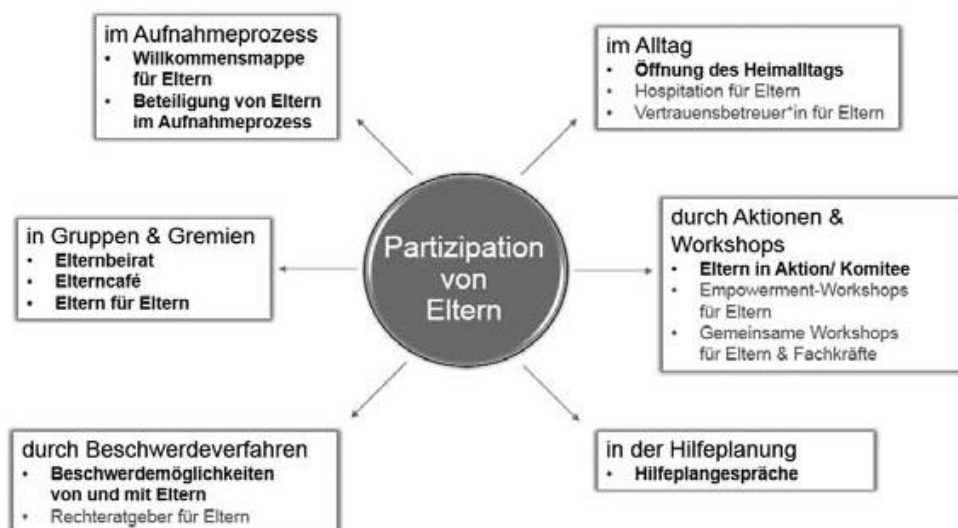 im Aufnahmeprozess
• Willkommensmappe
für Eltern
• Beteiligung von Eltern
im Aufnahmeprozess
im Alltag
• Öffnung des Heimalltags
• Hospitation für Eltern
• Vertrauensbetreuer*in für Eltern
in Gruppen & Gremien
• Elternbeirat
• Elterncafé
• Eltern für Eltern
Partizipation
von
Eltern
durch Aktionen &
Workshops
• Eltern in Aktion/ Komitee
• Empowerment-Workshops
für Eltern
• Gemeinsame Workshops
für Eltern & Fachkräfte
durch Beschwerdeverfahren
• Beschwerdemöglichkeiten
von und mit Eltern
• Rechteratgeber für Eltern
in der Hilfeplanung
• Hilfeplangespräche